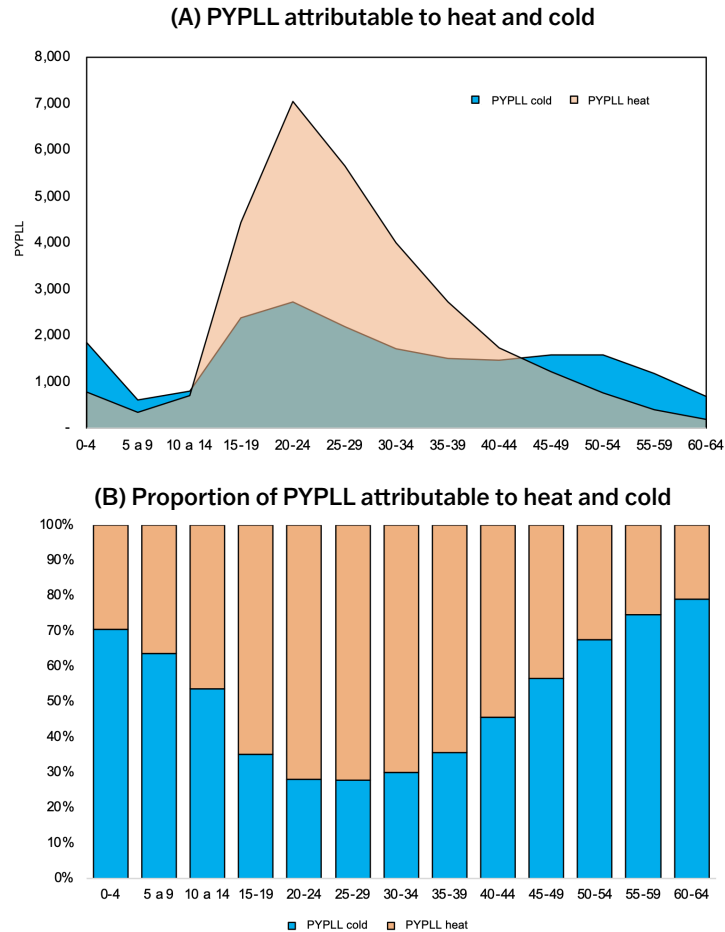 (A) PYPLL attributable to heat and cold
8,000
7,000
6,000
5,000
4,000
3,000
2,000
1,000
-
PYPLL
PYPLL cold PYPLL heat
0-4 5 a 9 10 a 14 15-19 20-24 25-29 30-34 35-39 40-44 45-49 50-54 55-59 60-64
(B) Proportion of PYPLL attributable to heat and cold
100%
90%
80%
70%
60%
50%
40%
30%
20%
10%
0%
0-4 5 a 9 10 a 14 15-19 20-24 25-29 30-34 35-39 40-44 45-49 50-54 55-59 60-64
PYPLL cold PYPLL heat